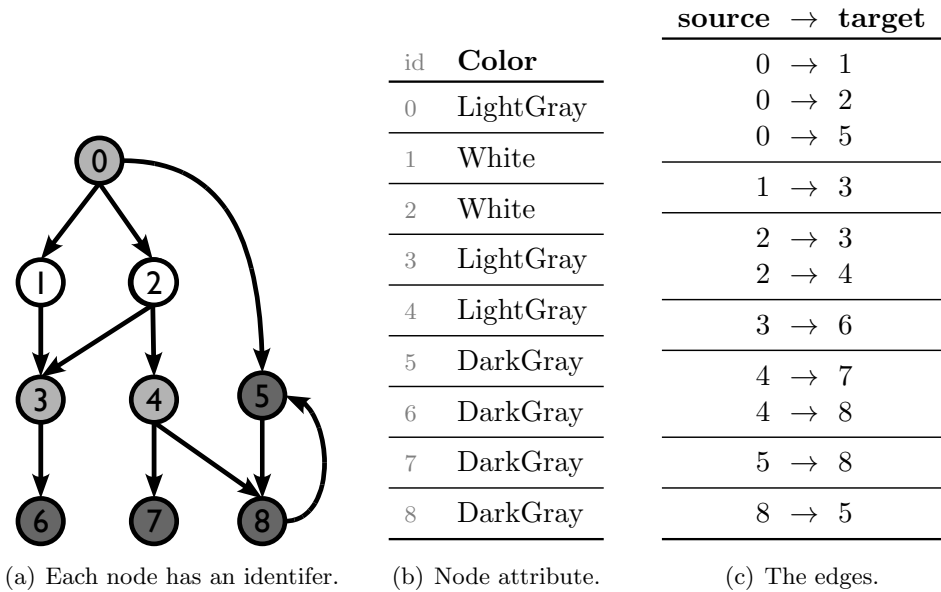 0
1
2
3
4
5
6
7
8
(a) Each node has an identifer.
id Color
0 LightGray
1 White
2 White
3 LightGray
4 LightGray
5 DarkGray
6 DarkGray
7 DarkGray
8 DarkGray
(b) Node attribute.
source → target
0 → 1
0 → 2
0 → 5
1 → 3
2 → 3
2 → 4
3 → 6
4 → 7
4 → 8
5 → 8
8 → 5
(c) The edges.